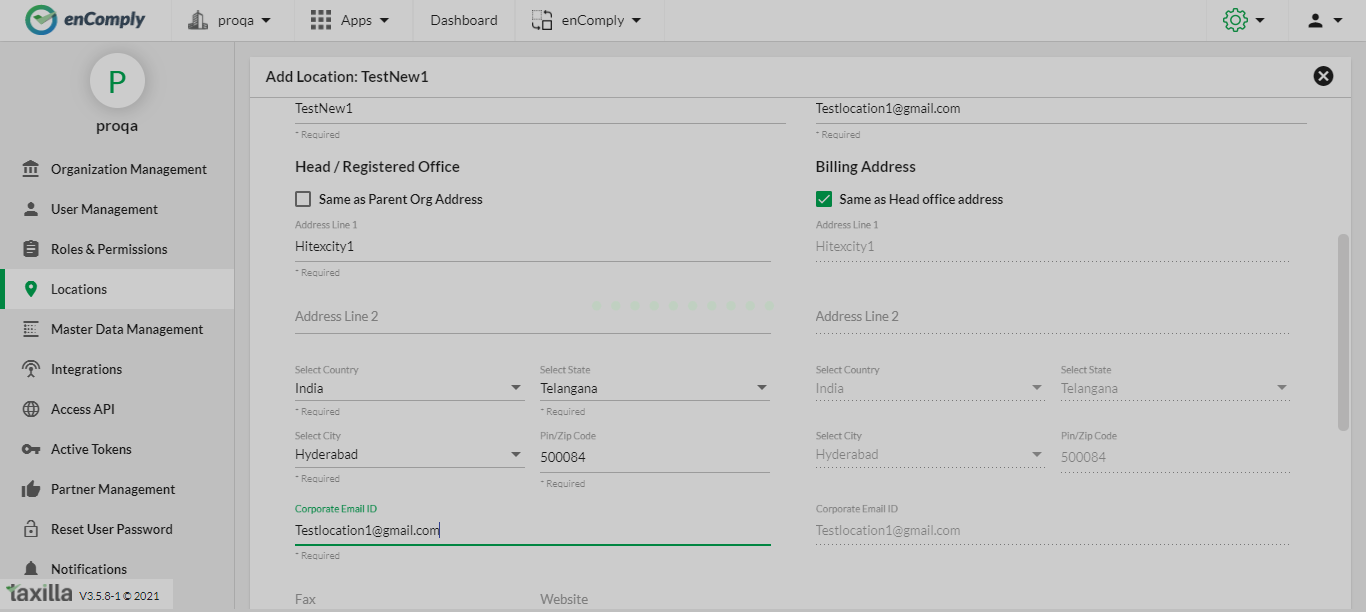 enComply proqa Apps Dashboard enComply
P
proqa
Organization Management
User Management
Roles & Permissions
Locations
Master Data Management
Integrations
Access API
Active Tokens
Partner Management
Reset User Password
Notifications
taxilla V3.5.8-1 © 2021
Add Location: TestNew1
TestNew1 Testlocation1@gmail.com
* Required * Required
Head / Registered Office Billing Address
Same as Parent Org Address Same as Head office address
Address Line 1 Address Line 1
Hitexcity1 Hitexcity1
* Required
Address Line 2 Address Line 2
Select Country Select State Select Country Select State
India Telangana India Telangana
* Required * Required
Select City Pin/Zip Code Select City Pin/Zip Code
Hyderabad 500084 Hyderabad 500084
* Required * Required
Corporate Email ID Corporate Email ID
Testlocation1@gmail.com Testlocation1@gmail.com
* Required
Fax Website